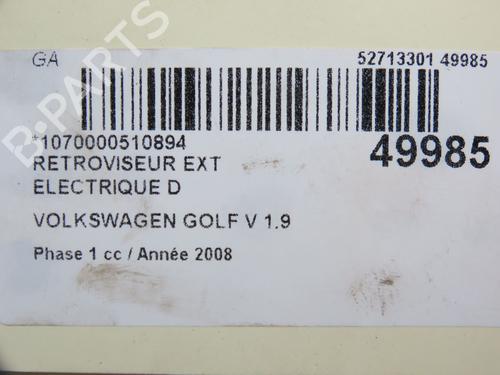 GA
52713301 49985
*1070000510894
49985
RETROVISEUR EXT
ELECTRIQUE D
VOLKSWAGEN GOLF V 1.9
Phase 1 cc / Année 2008
B-PARTS